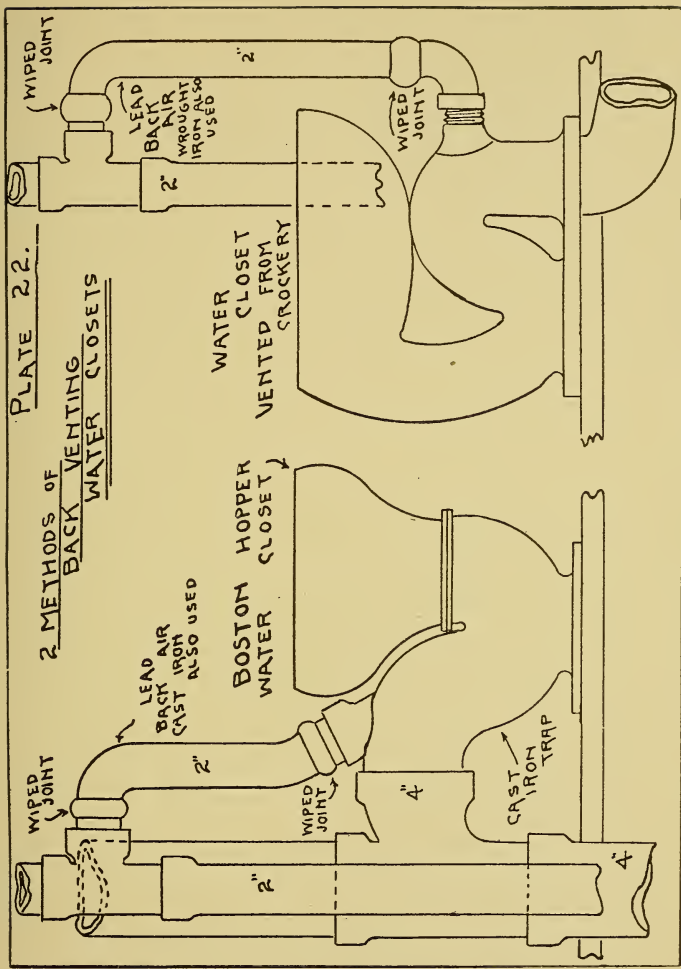 PLATE 22.
2 METHODS OF
BACK VENTING
WATER CLOSETS
WIPED
JOINT
LEAD
BACK AIR
CAST IRON
ALSO USED
2"
WIPED
JOINT
2"
4"
4"
CAST
IRON
TRAP
BOSTON HOPPER
WATER CLOSET
WIPED
JOINT
LEAD
BACK
AIR
WROUGHT
IRON ALSO
USED
2"
2"
WIPED
JOINT
WATER
CLOSET
VENTED FROM
CROCKERY